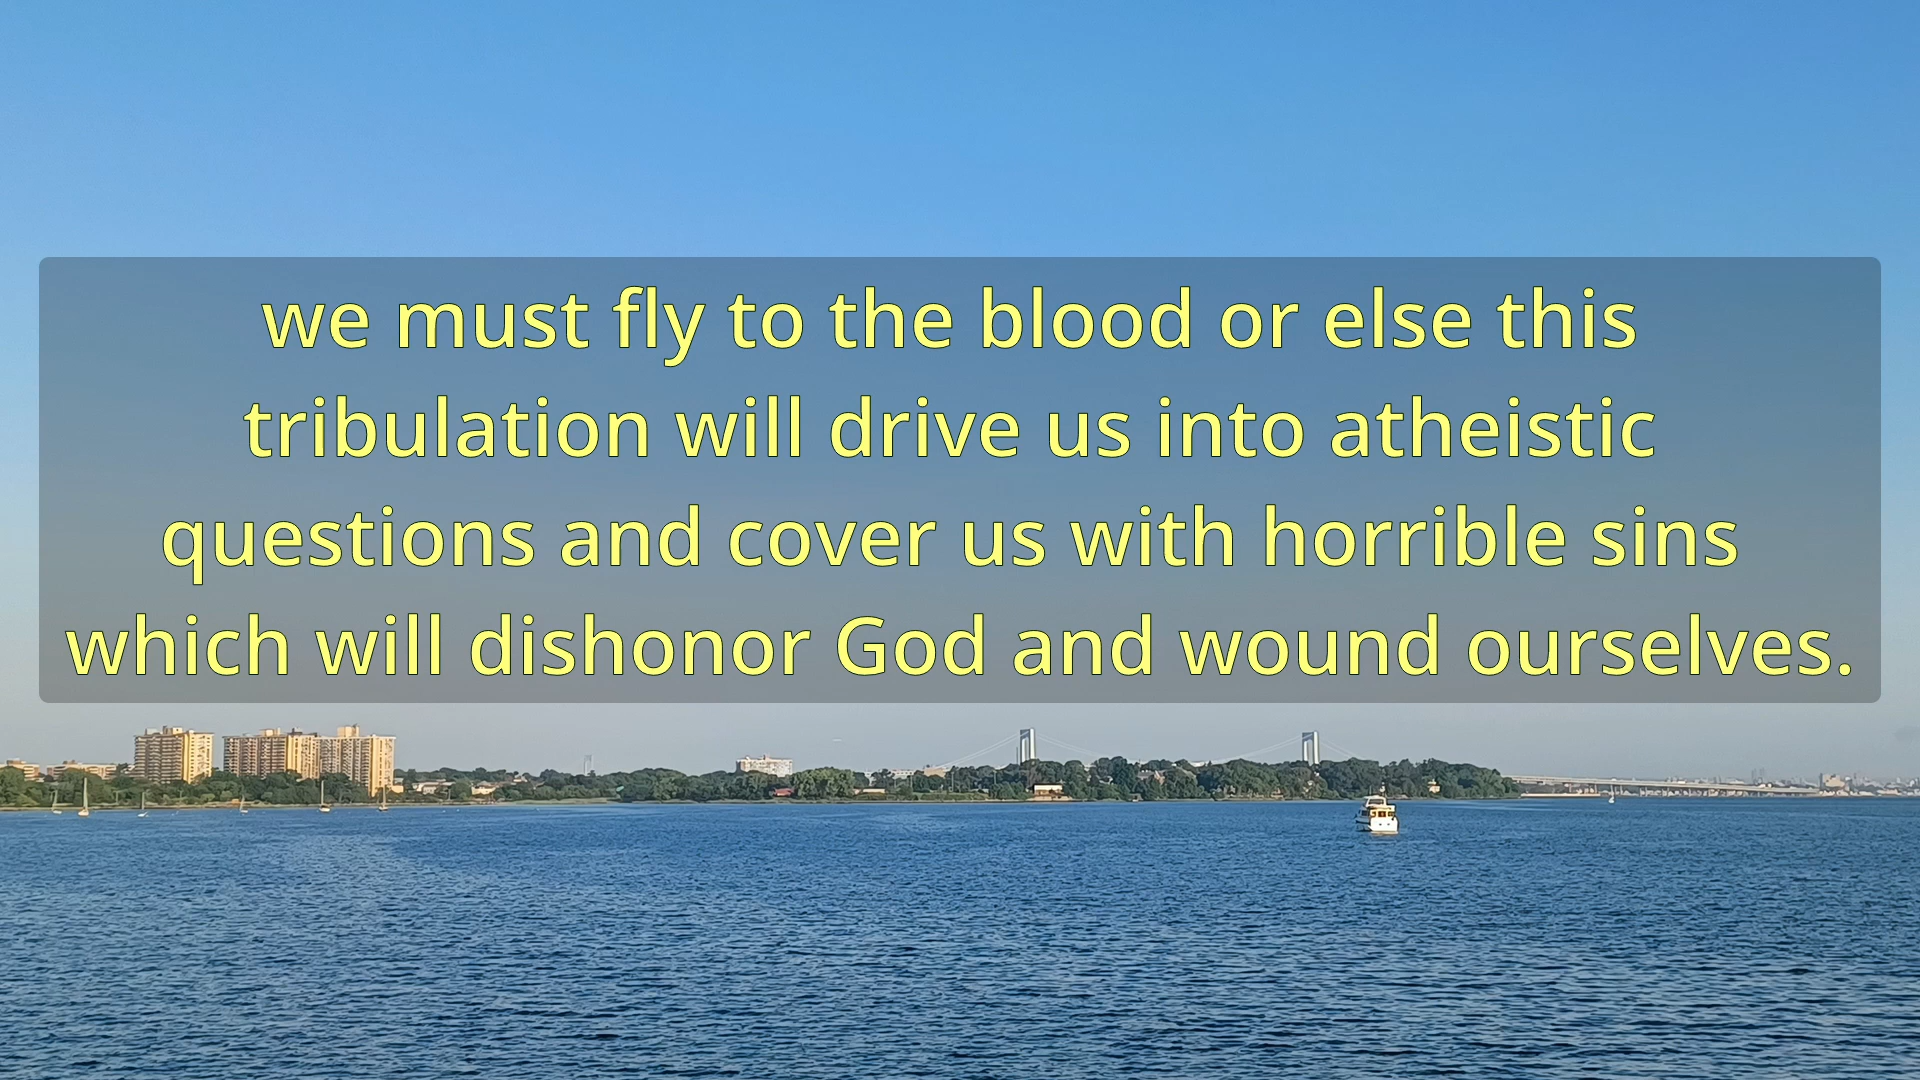 we must fly to the blood or else this
tribulation will drive us into atheistic
questions and cover us with horrible sins
which will dishonor God and wound ourselves.